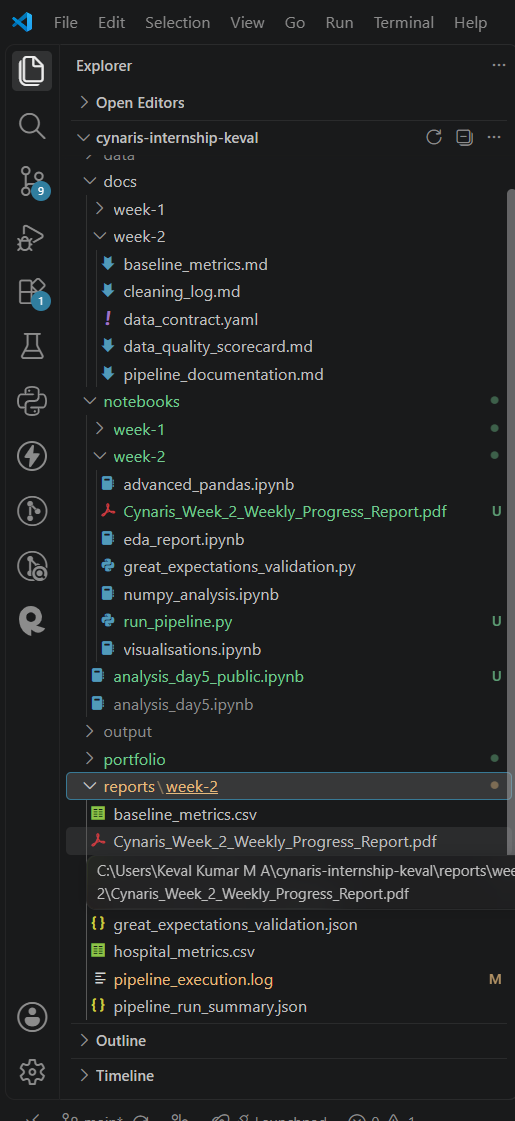 File Edit Selection View Go Run Terminal Help
Explorer
Open Editors
cynaris-internship-keval
data
docs
week-1
week-2
baseline_metrics.md
cleaning_log.md
data_contract.yaml
data_quality_scorecard.md
pipeline_documentation.md
notebooks
week-1
week-2
advanced_pandas.ipynb
Cynaris_Week_2_Weekly_Progress_Report.pdf U
eda_report.ipynb
great_expectations_validation.py
numpy_analysis.ipynb
run_pipeline.py U
visualisations.ipynb
analysis_day5_public.ipynb U
analysis_day5.ipynb
output
portfolio
reports\week-2
baseline_metrics.csv
Cynaris_Week_2_Weekly_Progress_Report.pdf
C:\Users\Keval Kumar M A\cynaris-internship-keval\reports\wee
2\Cynaris_Week_2_Weekly_Progress_Report.pdf
great_expectations_validation.json
hospital_metrics.csv
pipeline_execution.log M
pipeline_run_summary.json
Outline
Timeline
9
1